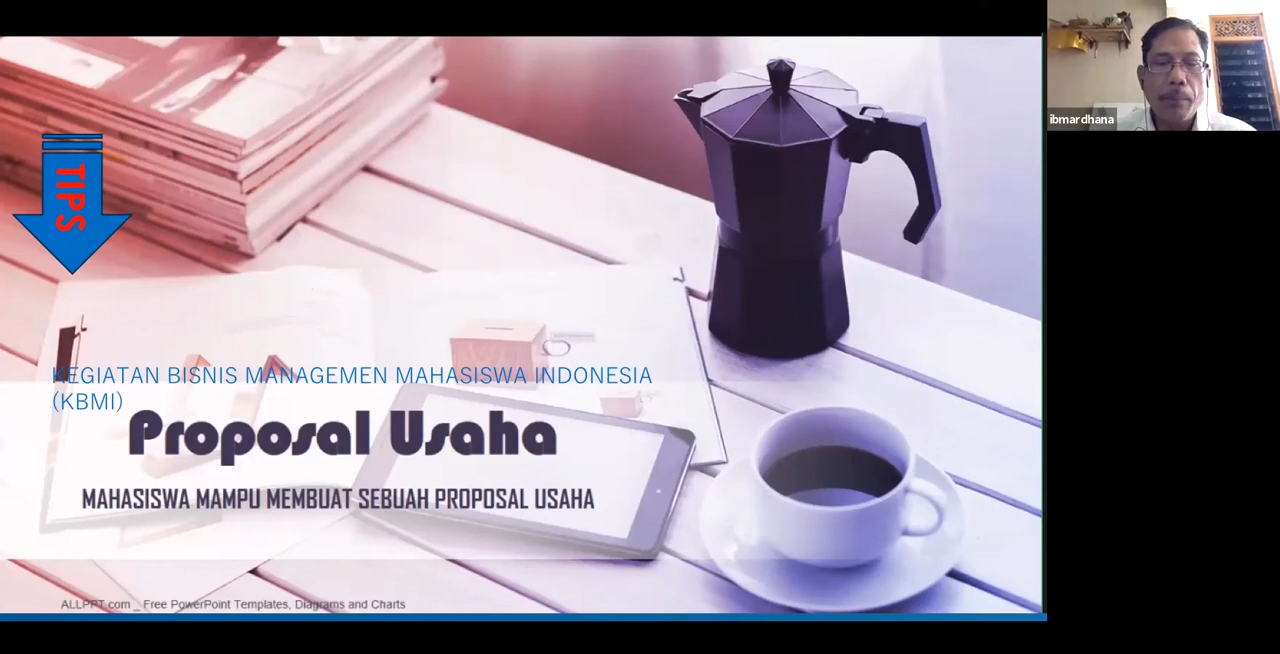 TIPS
KEGIATAN BISNIS MANAGEMEN MAHASISWA INDONESIA
(KBMI)
Proposal Usaha
MAHASISWA MAMPU MEMBUAT SEBUAH PROPOSAL USAHA
ALLPPT.com _ Free PowerPoint Templates, Diagrams and Charts
ibmardhana